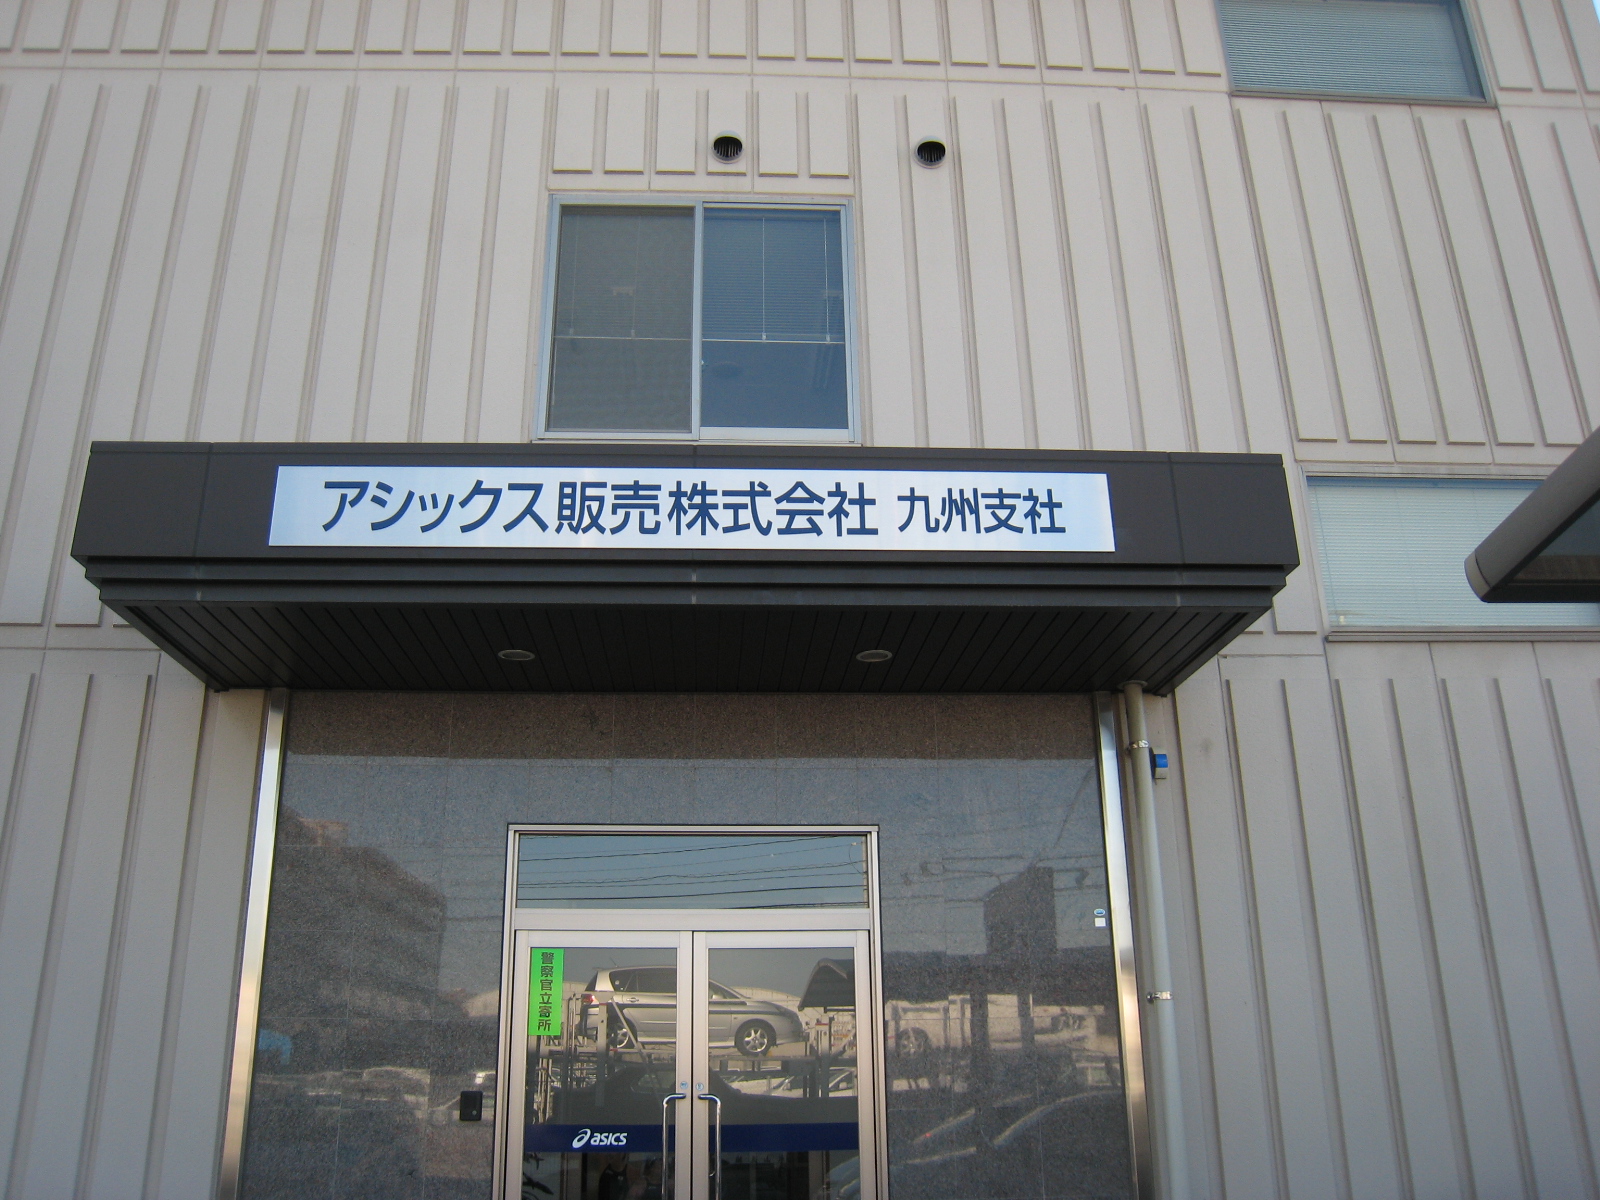 アシックス販売株式会社 九州支社
警察官立寄所
asics